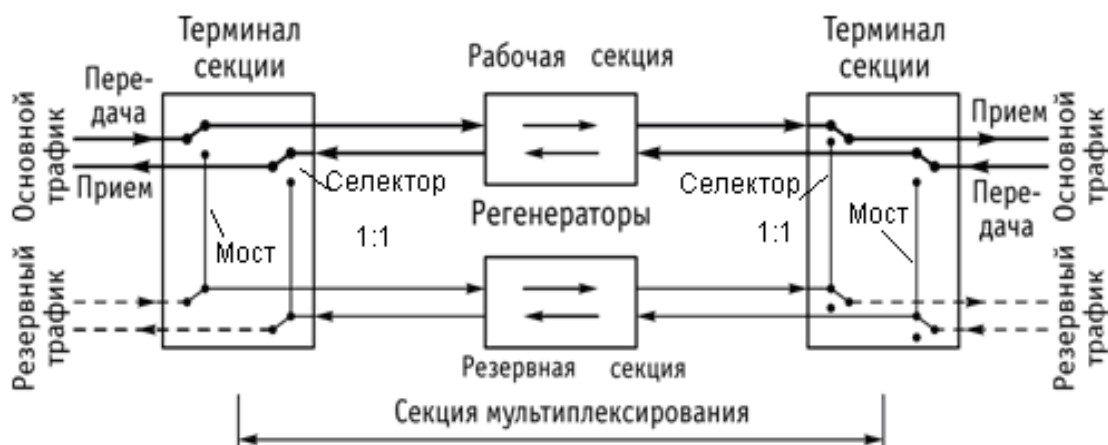 Терминал
секции
Рабочая секция
Терминал
секции
Пере-
дача
Прием
Основной
трафик
Прием
Селектор
Селектор
Пере-
дача
Основной
трафик
Регенераторы
Мост
1:1
1:1
Мост
Резервный
трафик
Резервный
трафик
Резервная секция
Секция мультиплексирования